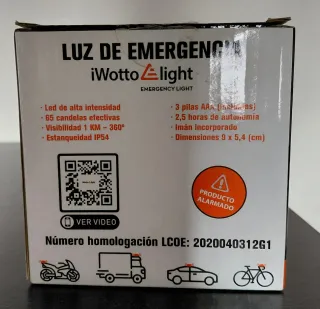 LUZ DE EMERGENCIA
iWotto light
EMERGENCY LIGHT
· Led de alta intensidad
· 65 candelas efectivas
· Visibilidad 1 KM – 360º
· Estanqueidad IP54
· 3 pilas AAA (incluidas)
· 2,5 horas de autonomía
· Imán incorporado
· Dimensiones 9 x 5,4 (cm)
PRODUCTO
ALARMADO
VER VIDEO
Número homologación LCOE: 2020040312G1